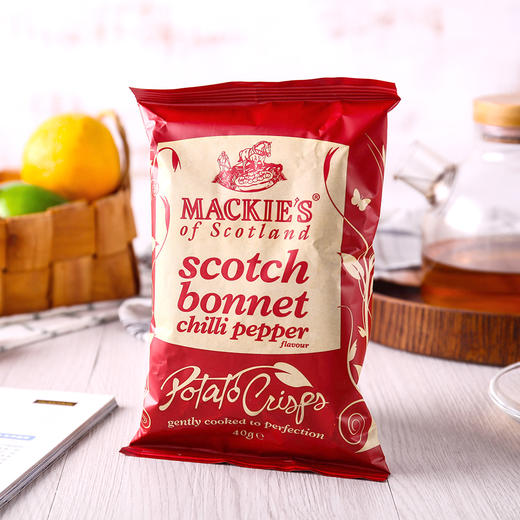 MACKIE'S®
of Scotland
scotch
bonnet
chilli pepper
flavour
Potato Crisps
gently cooked to perfection
40g℮